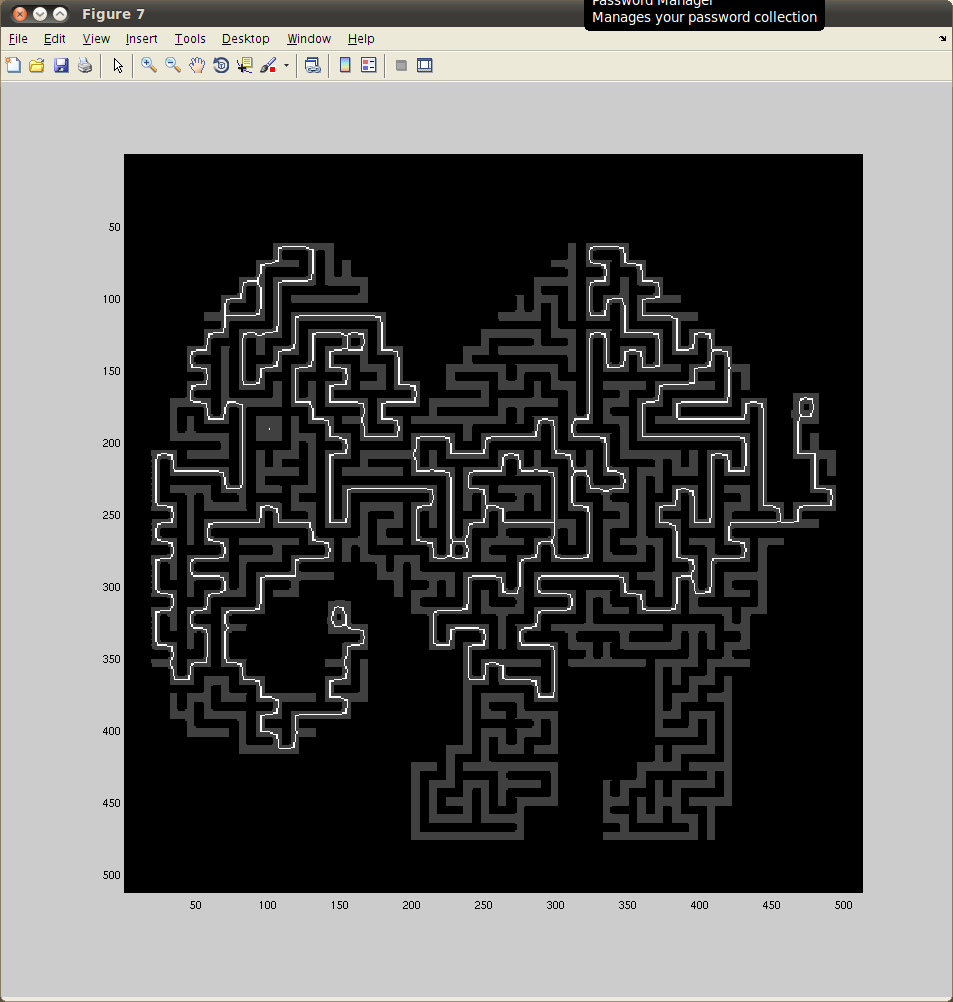 Password Manager
Figure 7 Manages your password collection
File Edit View Insert Tools Desktop Window Help
50
100
150
200
250
300
350
400
450
500
50 100 150 200 250 300 350 400 450 500